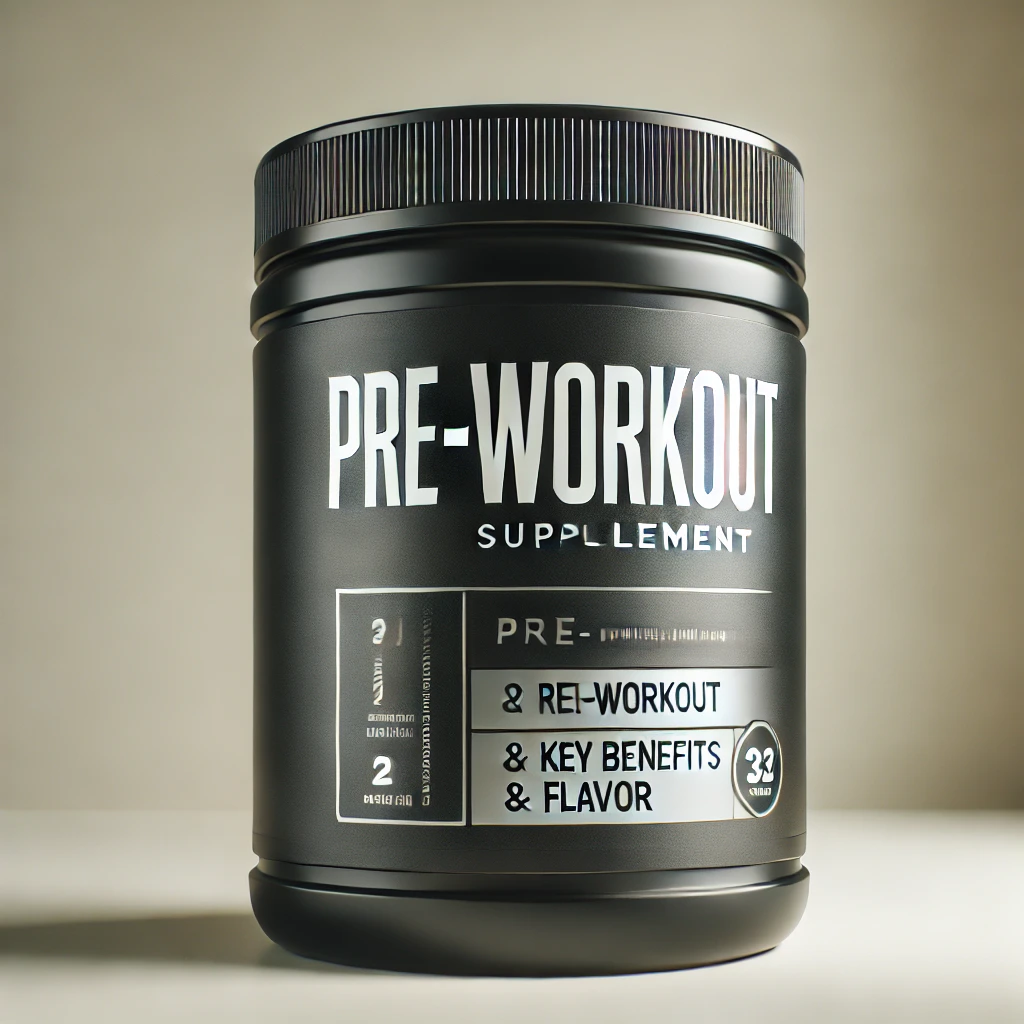 PRE-WORKOUT
SUPPLLEMENT
PRE-
& REI-WORKOUT
& KEY BENEFITS
& FLAVOR
32
2